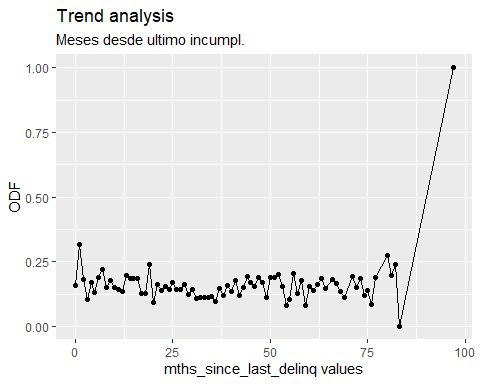 Trend analysis
Meses desde ultimo incumpl.
1.00
0.75
0.50
0.25
0.00
ODF
0
25
50
75
100
mths_since_last_delinq values